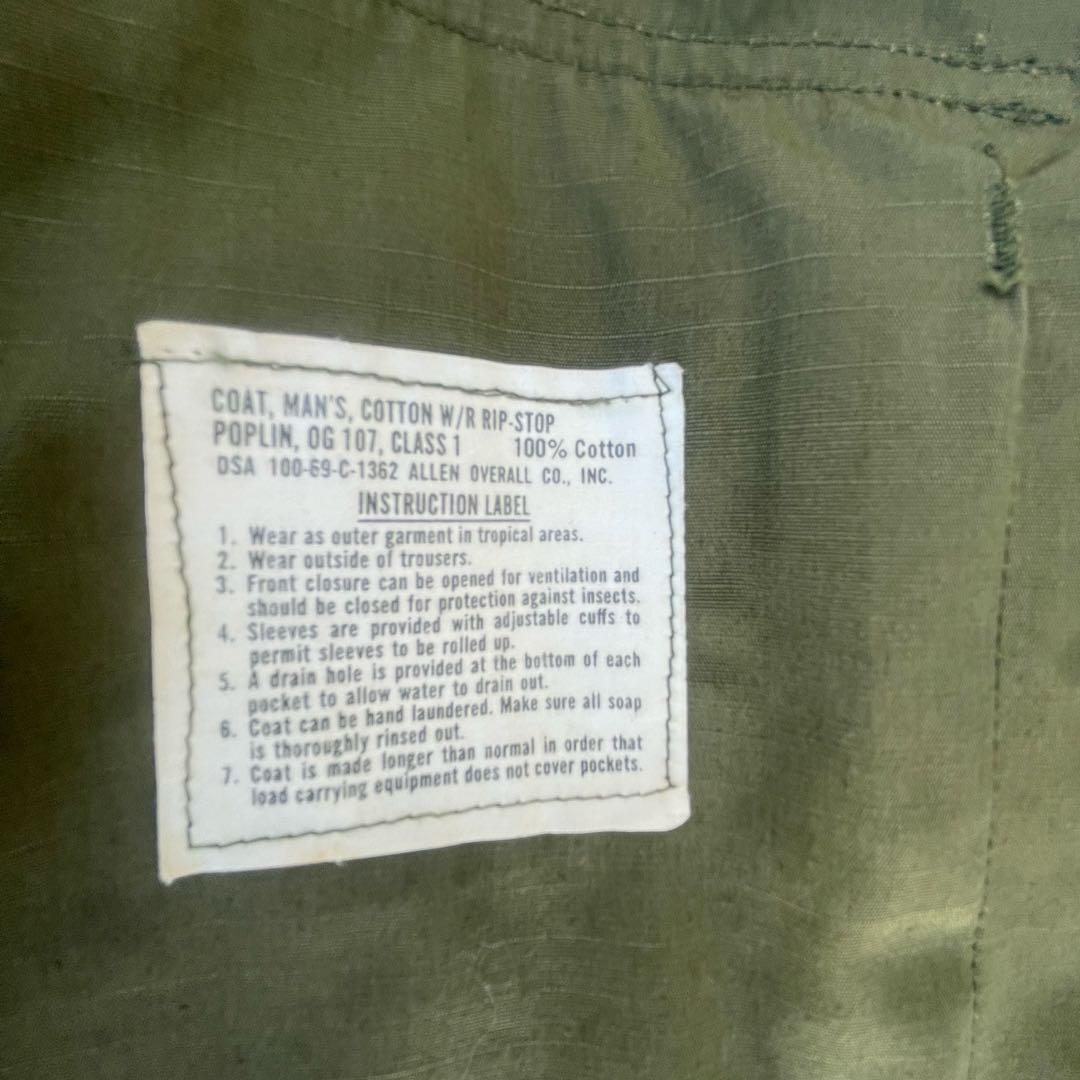 COAT, MAN'S, COTTON W/R RIP-STOP
POPLIN, OG 107, CLASS 1 100% Cotton
DSA 100-69-C-1362 ALLEN OVERALL CO., INC.
INSTRUCTION LABEL
1. Wear as outer garment in tropical areas.
2. Wear outside of trousers.
3. Front closure can be opened for ventilation and
should be closed for protection against insects.
4. Sleeves are provided with adjustable cuffs to
permit sleeves to be rolled up.
5. A drain hole is provided at the bottom of each
pocket to allow water to drain out.
6. Coat can be hand laundered. Make sure all soap
is thoroughly rinsed out.
7. Coat is made longer than normal in order that
load carrying equipment does not cover pockets.